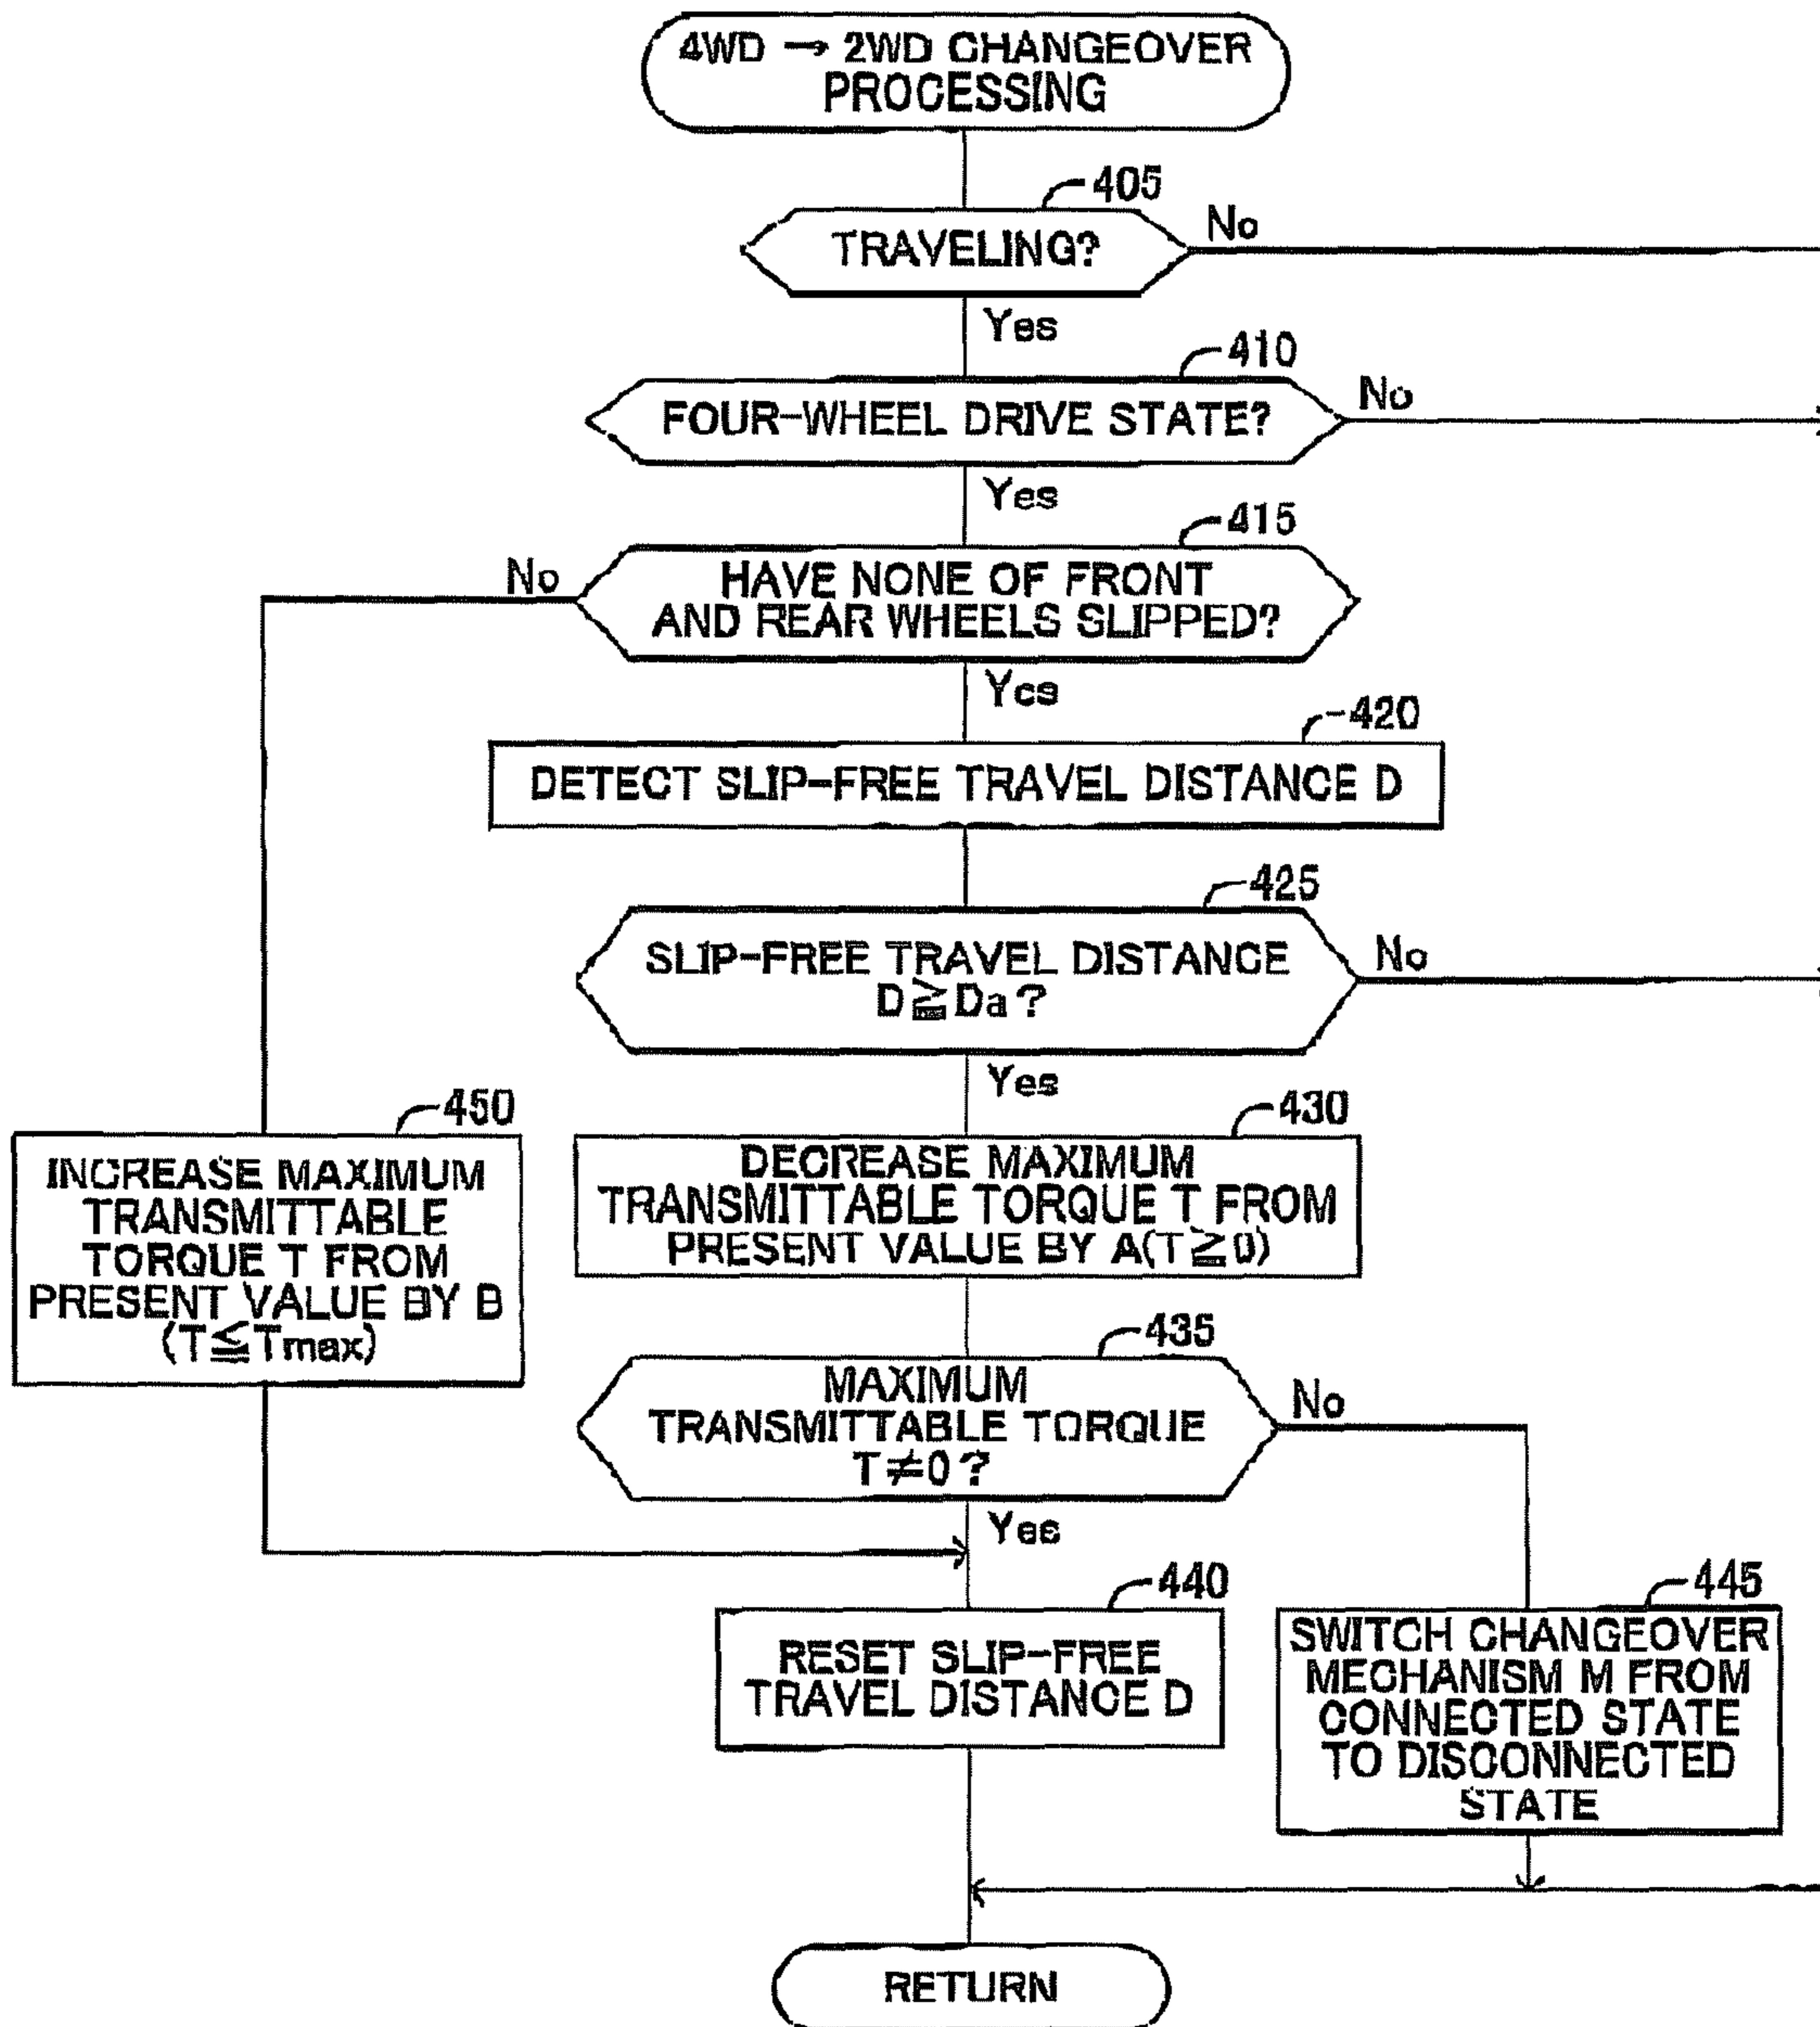 4WD → 2WD CHANGEOVER
PROCESSING
405
TRAVELING?
No
Yes
410
FOUR-WHEEL DRIVE STATE?
No
Yes
415
No
HAVE NONE OF FRONT
AND REAR WHEELS SLIPPED?
Yes
420
DETECT SLIP-FREE TRAVEL DISTANCE D
425
SLIP-FREE TRAVEL DISTANCE
D≧Da?
No
Yes
450
INCREASE MAXIMUM
TRANSMITTABLE
TORQUE T FROM
PRESENT VALUE BY B
(T≦Tmax)
430
DECREASE MAXIMUM
TRANSMITTABLE TORQUE T FROM
PRESENT VALUE BY A(T≧0)
435
MAXIMUM
TRANSMITTABLE TORQUE
T≠0?
No
Yes
440
RESET SLIP-FREE
TRAVEL DISTANCE D
445
SWITCH CHANGEOVER
MECHANISM M FROM
CONNECTED STATE
TO DISCONNECTED
STATE
RETURN